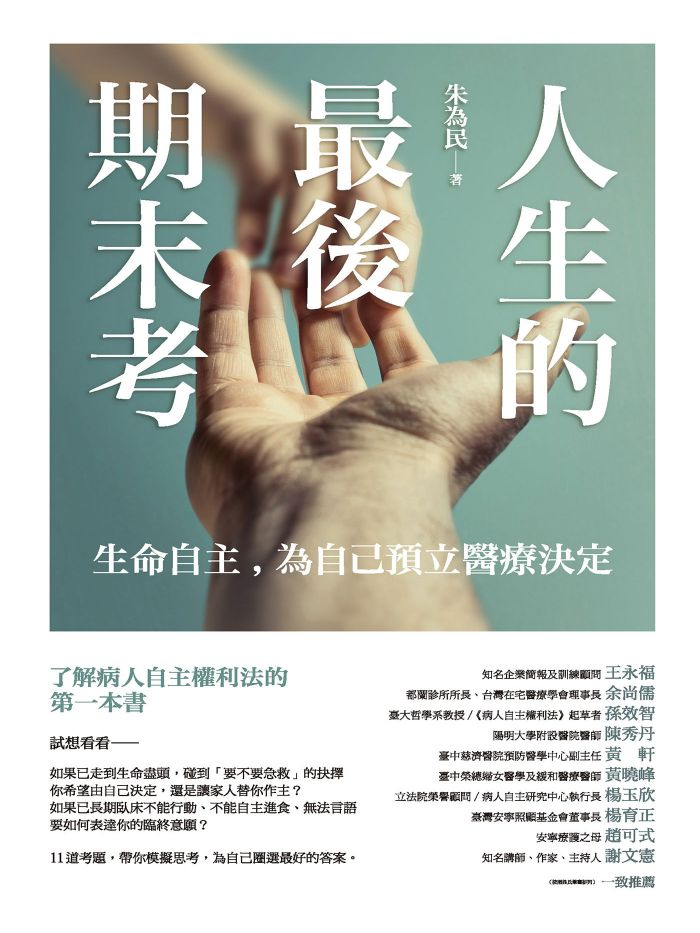 人生的
最後
期末考
朱為民──著
生命自主，為自己預立醫療決定
了解病人自主權利法的
第一本書
試想看看──
如果已走到生命盡頭，碰到「要不要急救」的抉擇
你希望由自己決定，還是讓家人替你作主？
如果已長期臥床不能行動、不能自主進食、無法言語
要如何表達你的臨終意願？
11道考題，帶你模擬思考，為自己圈選最好的答案。
知名企業簡報及訓練顧問 王永福
都蘭診所所長、台灣在宅醫療學會理事長 余尚儒
臺大哲學系教授／《病人自主權利法》起草者 孫效智
陽明大學附設醫院醫師 陳秀丹
臺中慈濟醫院預防醫學中心副主任 黃　軒
臺中榮總婦女醫學及緩和醫療醫師 黃曉峰
立法院榮譽顧問／病人自主研究中心執行長 楊玉欣
臺灣安寧照顧基金會董事長 楊育正
安寧療護之母 趙可式
知名講師、作家、主持人 謝文憲
（按姓氏筆畫排列） 一致推薦